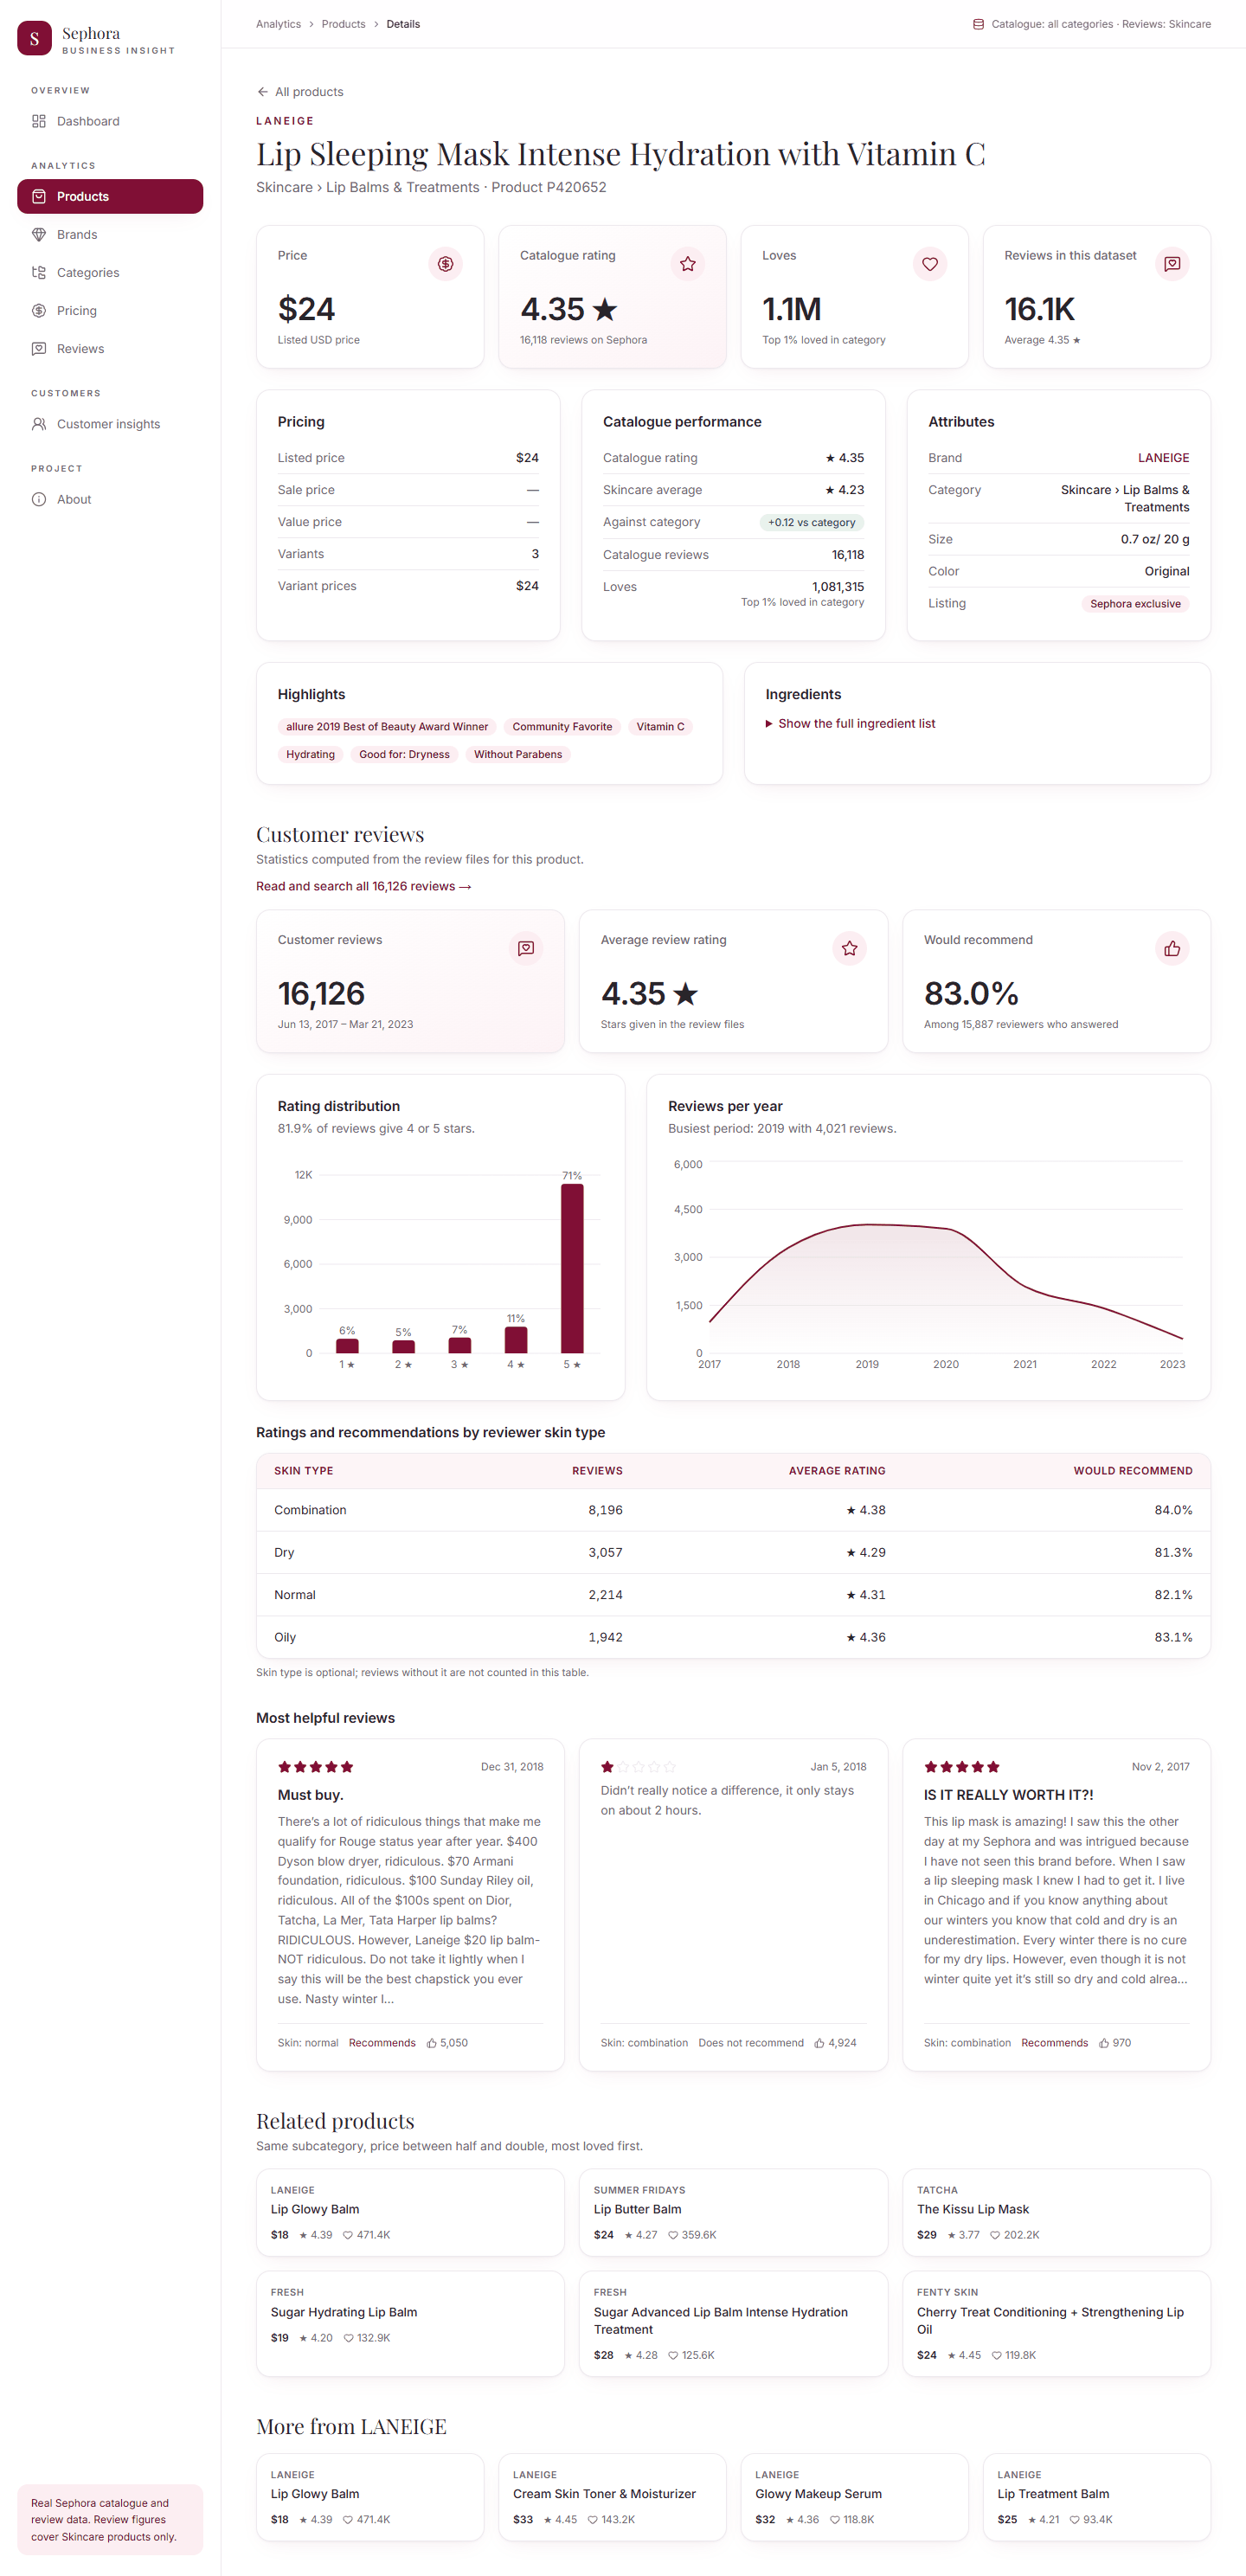 S
Sephora
BUSINESS INSIGHT
OVERVIEW
Dashboard
ANALYTICS
Products
Brands
Categories
Pricing
Reviews
CUSTOMERS
Customer insights
PROJECT
About
Real Sephora catalogue and
review data. Review figures
cover Skincare products only.
Analytics › Products › Details
Catalogue: all categories · Reviews: Skincare
← All products
LANEIGE
Lip Sleeping Mask Intense Hydration with Vitamin C
Skincare › Lip Balms & Treatments · Product P420652
Price
$24
Listed USD price
Catalogue rating
4.35 ★
16,118 reviews on Sephora
Loves
1.1M
Top 1% loved in category
Reviews in this dataset
16.1K
Average 4.35 ★
Pricing
Listed price $24
Sale price —
Value price —
Variants 3
Variant prices $24
Catalogue performance
Catalogue rating ★ 4.35
Skincare average ★ 4.23
Against category +0.12 vs category
Catalogue reviews 16,118
Loves 1,081,315
Top 1% loved in category
Attributes
Brand LANEIGE
Category Skincare › Lip Balms &
Treatments
Size 0.7 oz/ 20 g
Color Original
Listing Sephora exclusive
Highlights
allure 2019 Best of Beauty Award Winner Community Favorite Vitamin C
Hydrating Good for: Dryness Without Parabens
Ingredients
▶ Show the full ingredient list
Customer reviews
Statistics computed from the review files for this product.
Read and search all 16,126 reviews →
Customer reviews
16,126
Jun 13, 2017 – Mar 21, 2023
Average review rating
4.35 ★
Stars given in the review files
Would recommend
83.0%
Among 15,887 reviewers who answered
Rating distribution
81.9% of reviews give 4 or 5 stars.
12K
9,000
6,000
3,000
0
6% 5% 7% 11% 71%
1 ★ 2 ★ 3 ★ 4 ★ 5 ★
Reviews per year
Busiest period: 2019 with 4,021 reviews.
6,000
4,500
3,000
1,500
0
2017 2018 2019 2020 2021 2022 2023
Ratings and recommendations by reviewer skin type
SKIN TYPE REVIEWS AVERAGE RATING WOULD RECOMMEND
Combination 8,196 ★ 4.38 84.0%
Dry 3,057 ★ 4.29 81.3%
Normal 2,214 ★ 4.31 82.1%
Oily 1,942 ★ 4.36 83.1%
Skin type is optional; reviews without it are not counted in this table.
Most helpful reviews
Dec 31, 2018
Must buy.
There's a lot of ridiculous things that make me
qualify for Rouge status year after year. $400
Dyson blow dryer, ridiculous. $70 Armani
foundation, ridiculous. $100 Sunday Riley oil,
ridiculous. All of the $100s spent on Dior,
Tatcha, La Mer, Tata Harper lip balms?
RIDICULOUS. However, Laneige $20 lip balm-
NOT ridiculous. Do not take it lightly when I
say this will be the best chapstick you ever
use. Nasty winter l...
Skin: normal Recommends 5,050
Jan 5, 2018
Didn't really notice a difference, it only stays
on about 2 hours.
Skin: combination Does not recommend 4,924
Nov 2, 2017
IS IT REALLY WORTH IT?!
This lip mask is amazing! I saw this the other
day at my Sephora and was intrigued because
I have not seen this brand before. When I saw
a lip sleeping mask I knew I had to get it. I live
in Chicago and if you know anything about
our winters you know that cold and dry is an
underestimation. Every winter there is no cure
for my dry lips. However, even though it is not
winter quite yet it's still so dry and cold alrea...
Skin: combination Recommends 970
Related products
Same subcategory, price between half and double, most loved first.
LANEIGE
Lip Glowy Balm
$18 ★ 4.39 471.4K
SUMMER FRIDAYS
Lip Butter Balm
$24 ★ 4.27 359.6K
TATCHA
The Kissu Lip Mask
$29 ★ 3.77 202.2K
FRESH
Sugar Hydrating Lip Balm
$19 ★ 4.20 132.9K
FRESH
Sugar Advanced Lip Balm Intense Hydration
Treatment
$28 ★ 4.28 125.6K
FENTY SKIN
Cherry Treat Conditioning + Strengthening Lip
Oil
$24 ★ 4.45 119.8K
More from LANEIGE
LANEIGE
Lip Glowy Balm
$18 ★ 4.39 471.4K
LANEIGE
Cream Skin Toner & Moisturizer
$33 ★ 4.45 143.2K
LANEIGE
Glowy Makeup Serum
$32 ★ 4.36 118.8K
LANEIGE
Lip Treatment Balm
$25 ★ 4.21 93.4K